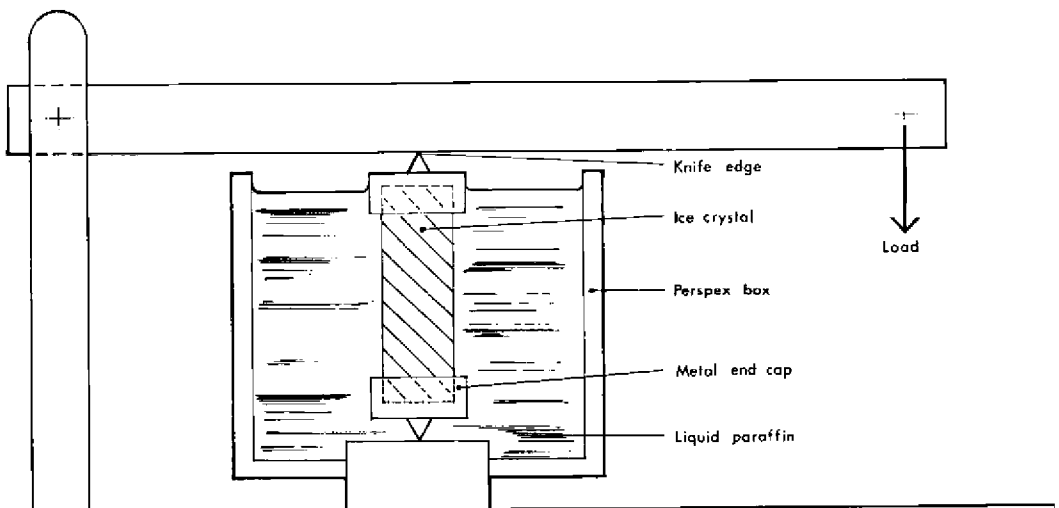 Knife edge
Ice crystal
Load
Perspex box
Metal end cap
Liquid paraffin